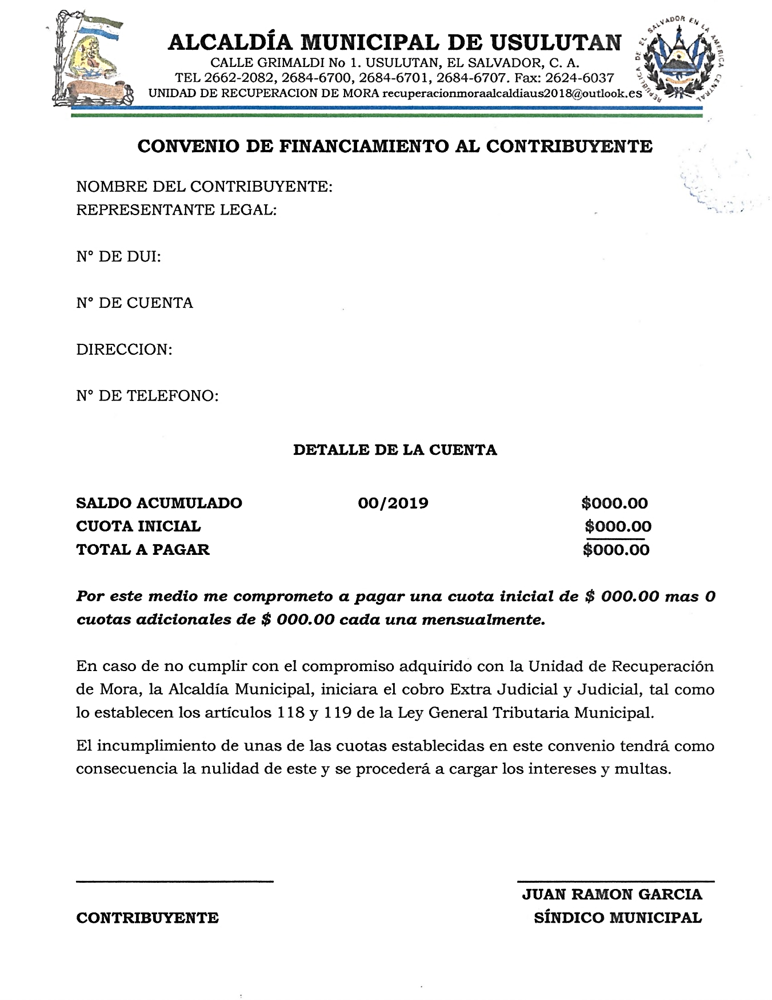 ALCALDÍA MUNICIPAL DE USULUTAN
CALLE GRIMALDI No 1. USULUTAN, EL SALVADOR, C. A.
TEL 2662-2082, 2684-6700, 2684-6701, 2684-6707. Fax: 2624-6037
UNIDAD DE RECUPERACION DE MORA recuperacionmoraalcaldiaus2018@outlook.es
REPUBLICA DE EL SALVADOR EN LA AMERICA CENTRAL
CONVENIO DE FINANCIAMIENTO AL CONTRIBUYENTE
NOMBRE DEL CONTRIBUYENTE:
REPRESENTANTE LEGAL:
N° DE DUI:
N° DE CUENTA
DIRECCION:
N° DE TELEFONO:
DETALLE DE LA CUENTA
SALDO ACUMULADO 00/2019 $000.00
CUOTA INICIAL $000.00
TOTAL A PAGAR $000.00
Por este medio me comprometo a pagar una cuota inicial de $ 000.00 mas 0
cuotas adicionales de $ 000.00 cada una mensualmente.
En caso de no cumplir con el compromiso adquirido con la Unidad de Recuperación
de Mora, la Alcaldía Municipal, iniciara el cobro Extra Judicial y Judicial, tal como
lo establecen los artículos 118 y 119 de la Ley General Tributaria Municipal.
El incumplimiento de unas de las cuotas establecidas en este convenio tendrá como
consecuencia la nulidad de este y se procederá a cargar los intereses y multas.
JUAN RAMON GARCIA
CONTRIBUYENTE SÍNDICO MUNICIPAL